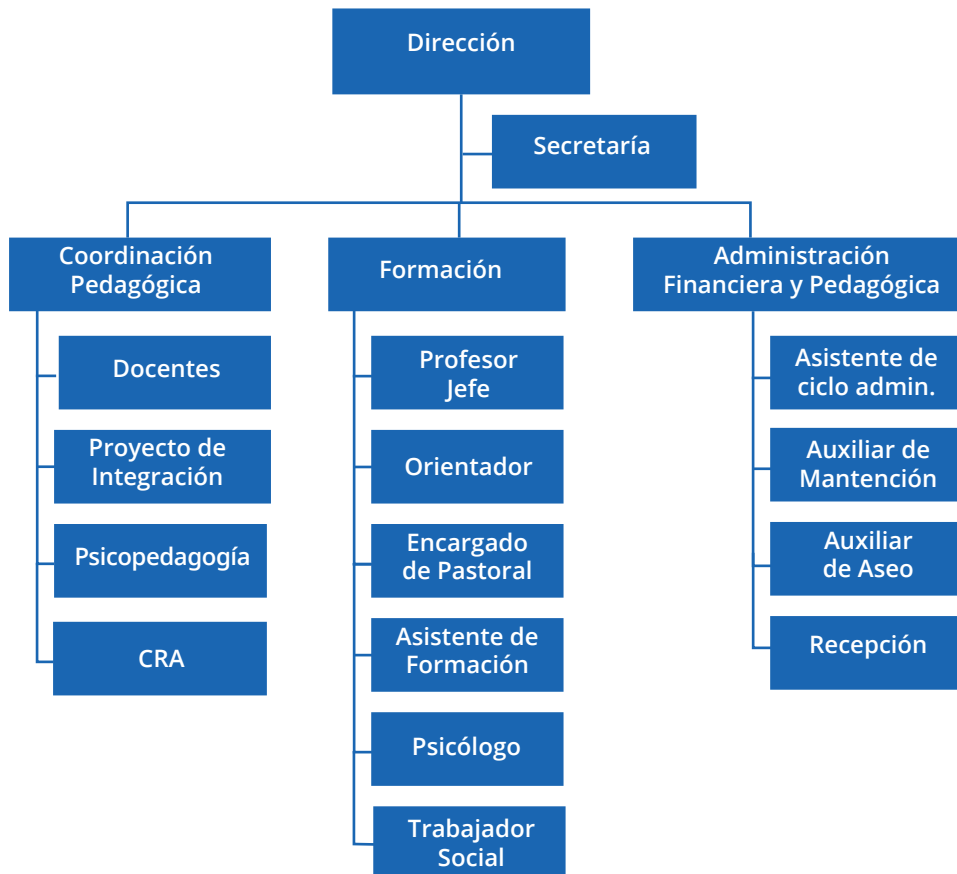 Dirección
Secretaría
Coordinación
Pedagógica
Docentes
Proyecto de
Integración
Psicopedagogía
CRA
Formación
Profesor
Jefe
Orientador
Encargado
de Pastoral
Asistente de
Formación
Psicólogo
Trabajador
Social
Administración
Financiera y Pedagógica
Asistente de
ciclo admin.
Auxiliar de
Mantención
Auxiliar
de Aseo
Recepción